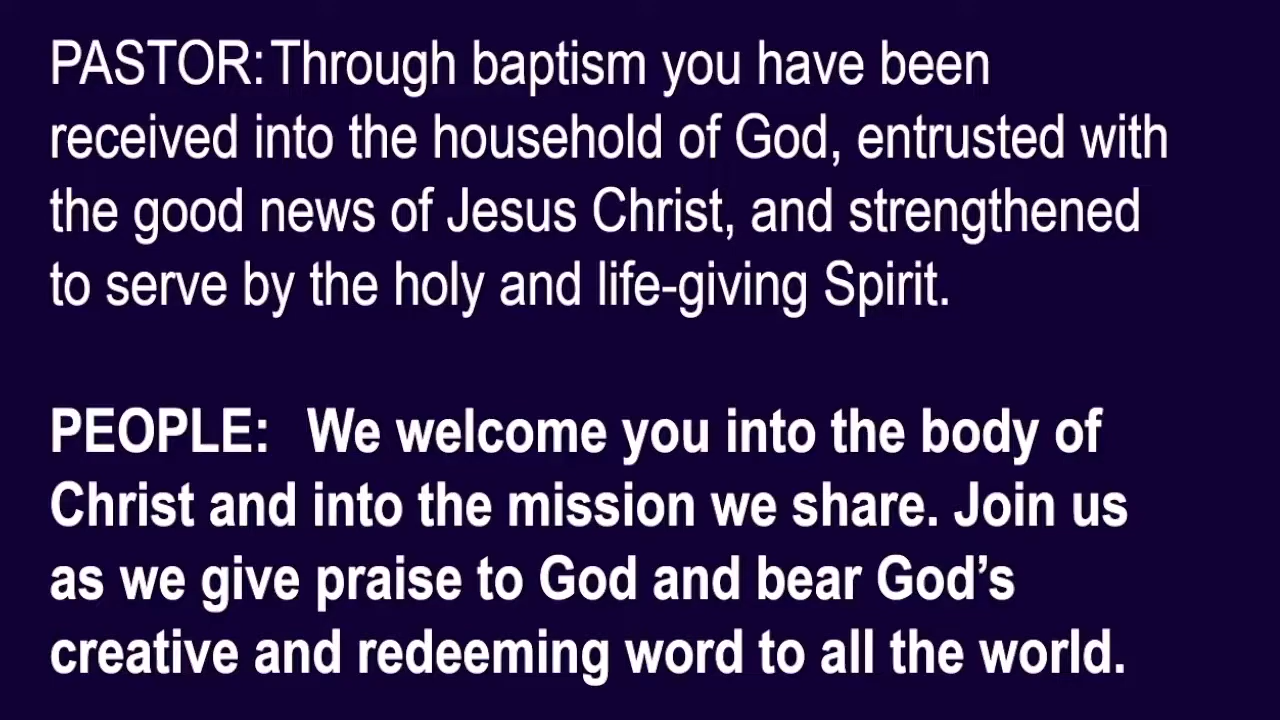 PASTOR: Through baptism you have been
received into the household of God, entrusted with
the good news of Jesus Christ, and strengthened
to serve by the holy and life-giving Spirit.
PEOPLE: We welcome you into the body of
Christ and into the mission we share. Join us
as we give praise to God and bear God’s
creative and redeeming word to all the world.